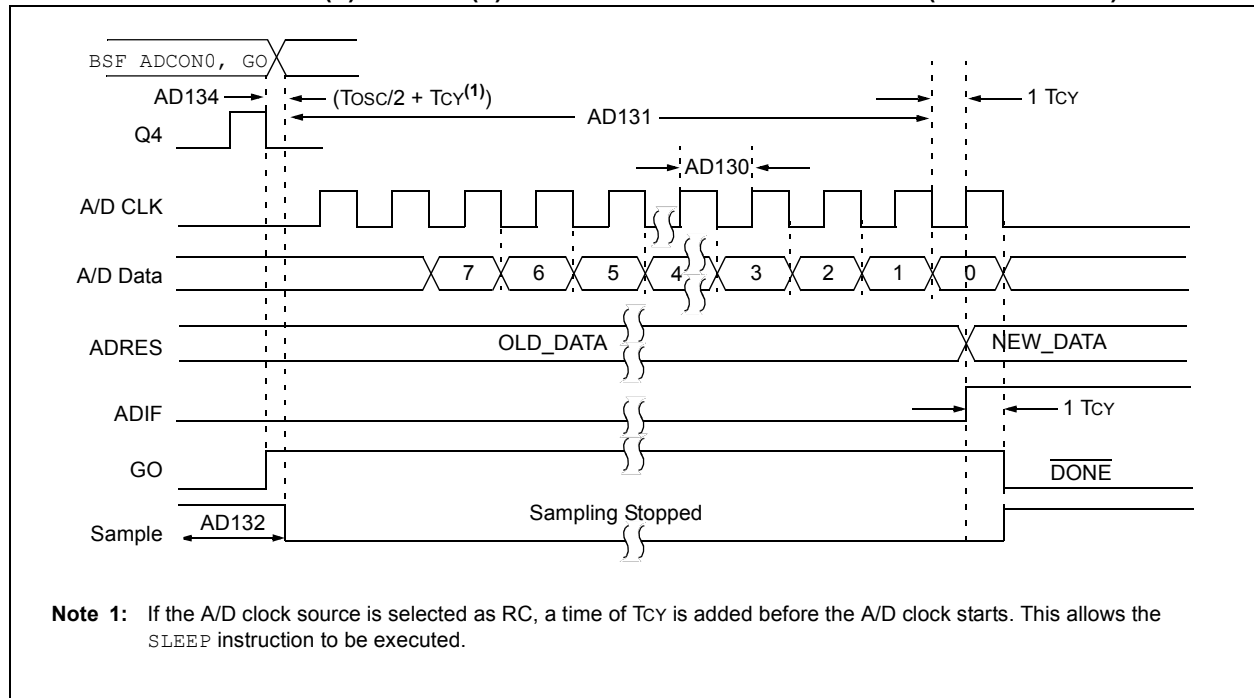 BSF ADCON0, GO
AD134
(TOSC/2 + TCY(1))
1 TCY
AD131
Q4
AD130
A/D CLK
A/D Data
7 6 5 4 3 2 1 0
ADRES
OLD_DATA
NEW_DATA
ADIF
1 TCY
GO
DONE
Sample
AD132
Sampling Stopped
Note 1: If the A/D clock source is selected as RC, a time of TCY is added before the A/D clock starts. This allows the
SLEEP instruction to be executed.